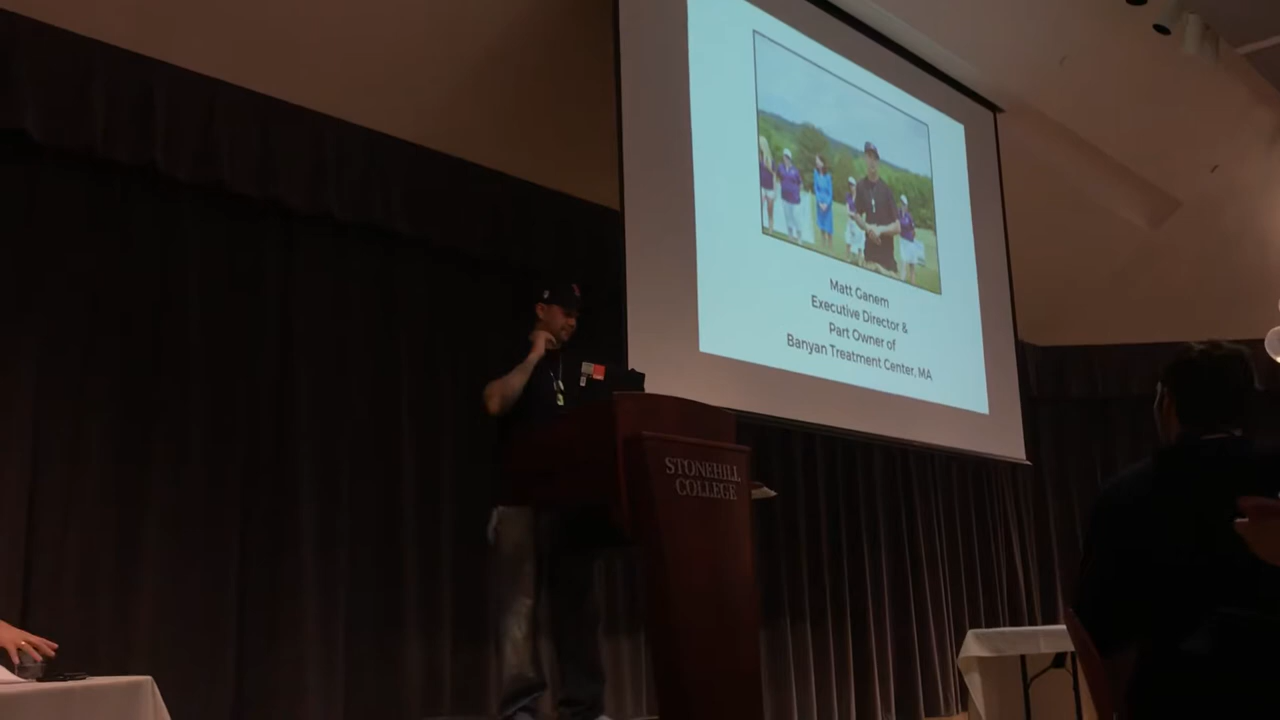 Matt Ganem
Executive Director &
Part Owner of
Banyan Treatment Center, MA
STONEHILL
COLLEGE